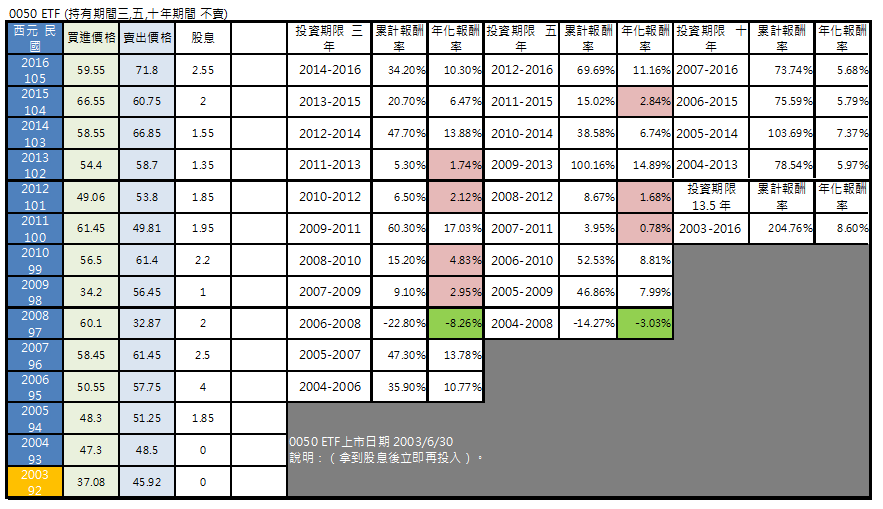 0050 ETF (持有期間三,五,十年期間 不賣)
西元 民國 買進價格 賣出價格 股息 投資期限 三年 累計報酬率 年化報酬率 投資期限 五年 累計報酬率 年化報酬率 投資期限 十年 累計報酬率 年化報酬率
2016 105 59.55 71.8 2.55 2014-2016 34.20% 10.30% 2012-2016 69.69% 11.16% 2007-2016 73.74% 5.68%
2015 104 66.55 60.75 2 2013-2015 20.70% 6.47% 2011-2015 15.02% 2.84% 2006-2015 75.59% 5.79%
2014 103 58.55 66.85 1.55 2012-2014 47.70% 13.88% 2010-2014 38.58% 6.74% 2005-2014 103.69% 7.37%
2013 102 54.4 58.7 1.35 2011-2013 5.30% 1.74% 2009-2013 100.16% 14.89% 2004-2013 78.54% 5.97%
2012 101 49.06 53.8 1.85 2010-2012 6.50% 2.12% 2008-2012 8.67% 1.68% 投資期限 13.5 年 累計報酬率 年化報酬率
2011 100 61.45 49.81 1.95 2009-2011 60.30% 17.03% 2007-2011 3.95% 0.78% 2003-2016 204.76% 8.60%
2010 99 56.5 61.4 2.2 2008-2010 15.20% 4.83% 2006-2010 52.53% 8.81%
2009 98 34.2 56.45 1 2007-2009 9.10% 2.95% 2005-2009 46.86% 7.99%
2008 97 60.1 32.87 2 2006-2008 -22.80% -8.26% 2004-2008 -14.27% -3.03%
2007 96 58.45 61.45 2.5 2005-2007 47.30% 13.78%
2006 95 50.55 57.75 4 2004-2006 35.90% 10.77%
2005 94 48.3 51.25 1.85
2004 93 47.3 48.5 0
2003 92 37.08 45.92 0
0050 ETF上市日期 2003/6/30
說明：（拿到股息後立即再投入）。